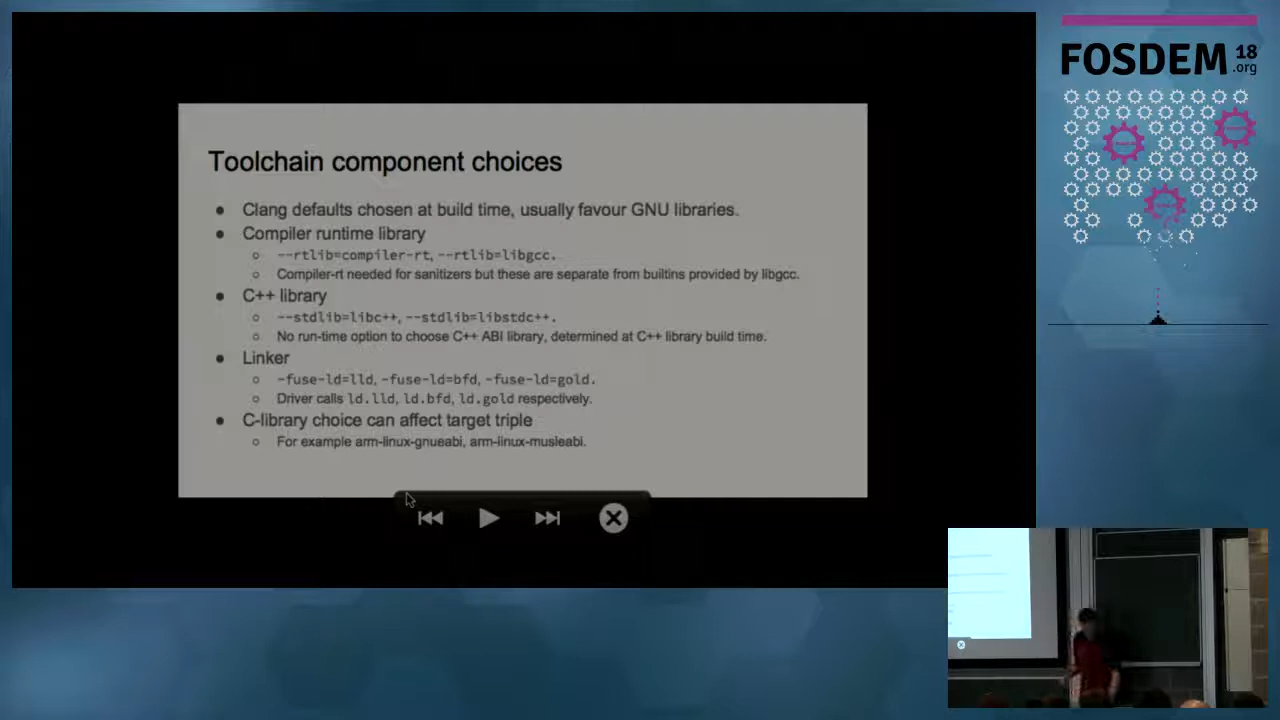 Toolchain component choices
Clang defaults chosen at build time, usually favour GNU libraries.
Compiler runtime library
--rtlib=compiler-rt, --rtlib=libgcc.
Compiler-rt needed for sanitizers but these are separate from builtins provided by libgcc.
C++ library
--stdlib=libc++, --stdlib=libstdc++.
No run-time option to choose C++ ABI library, determined at C++ library build time.
Linker
-fuse-ld=lld, -fuse-ld=bfd, -fuse-ld=gold.
Driver calls ld.lld, ld.bfd, ld.gold respectively.
C-library choice can affect target triple
For example arm-linux-gnueabi, arm-linux-musleabi.
FOSDEM 18
.org